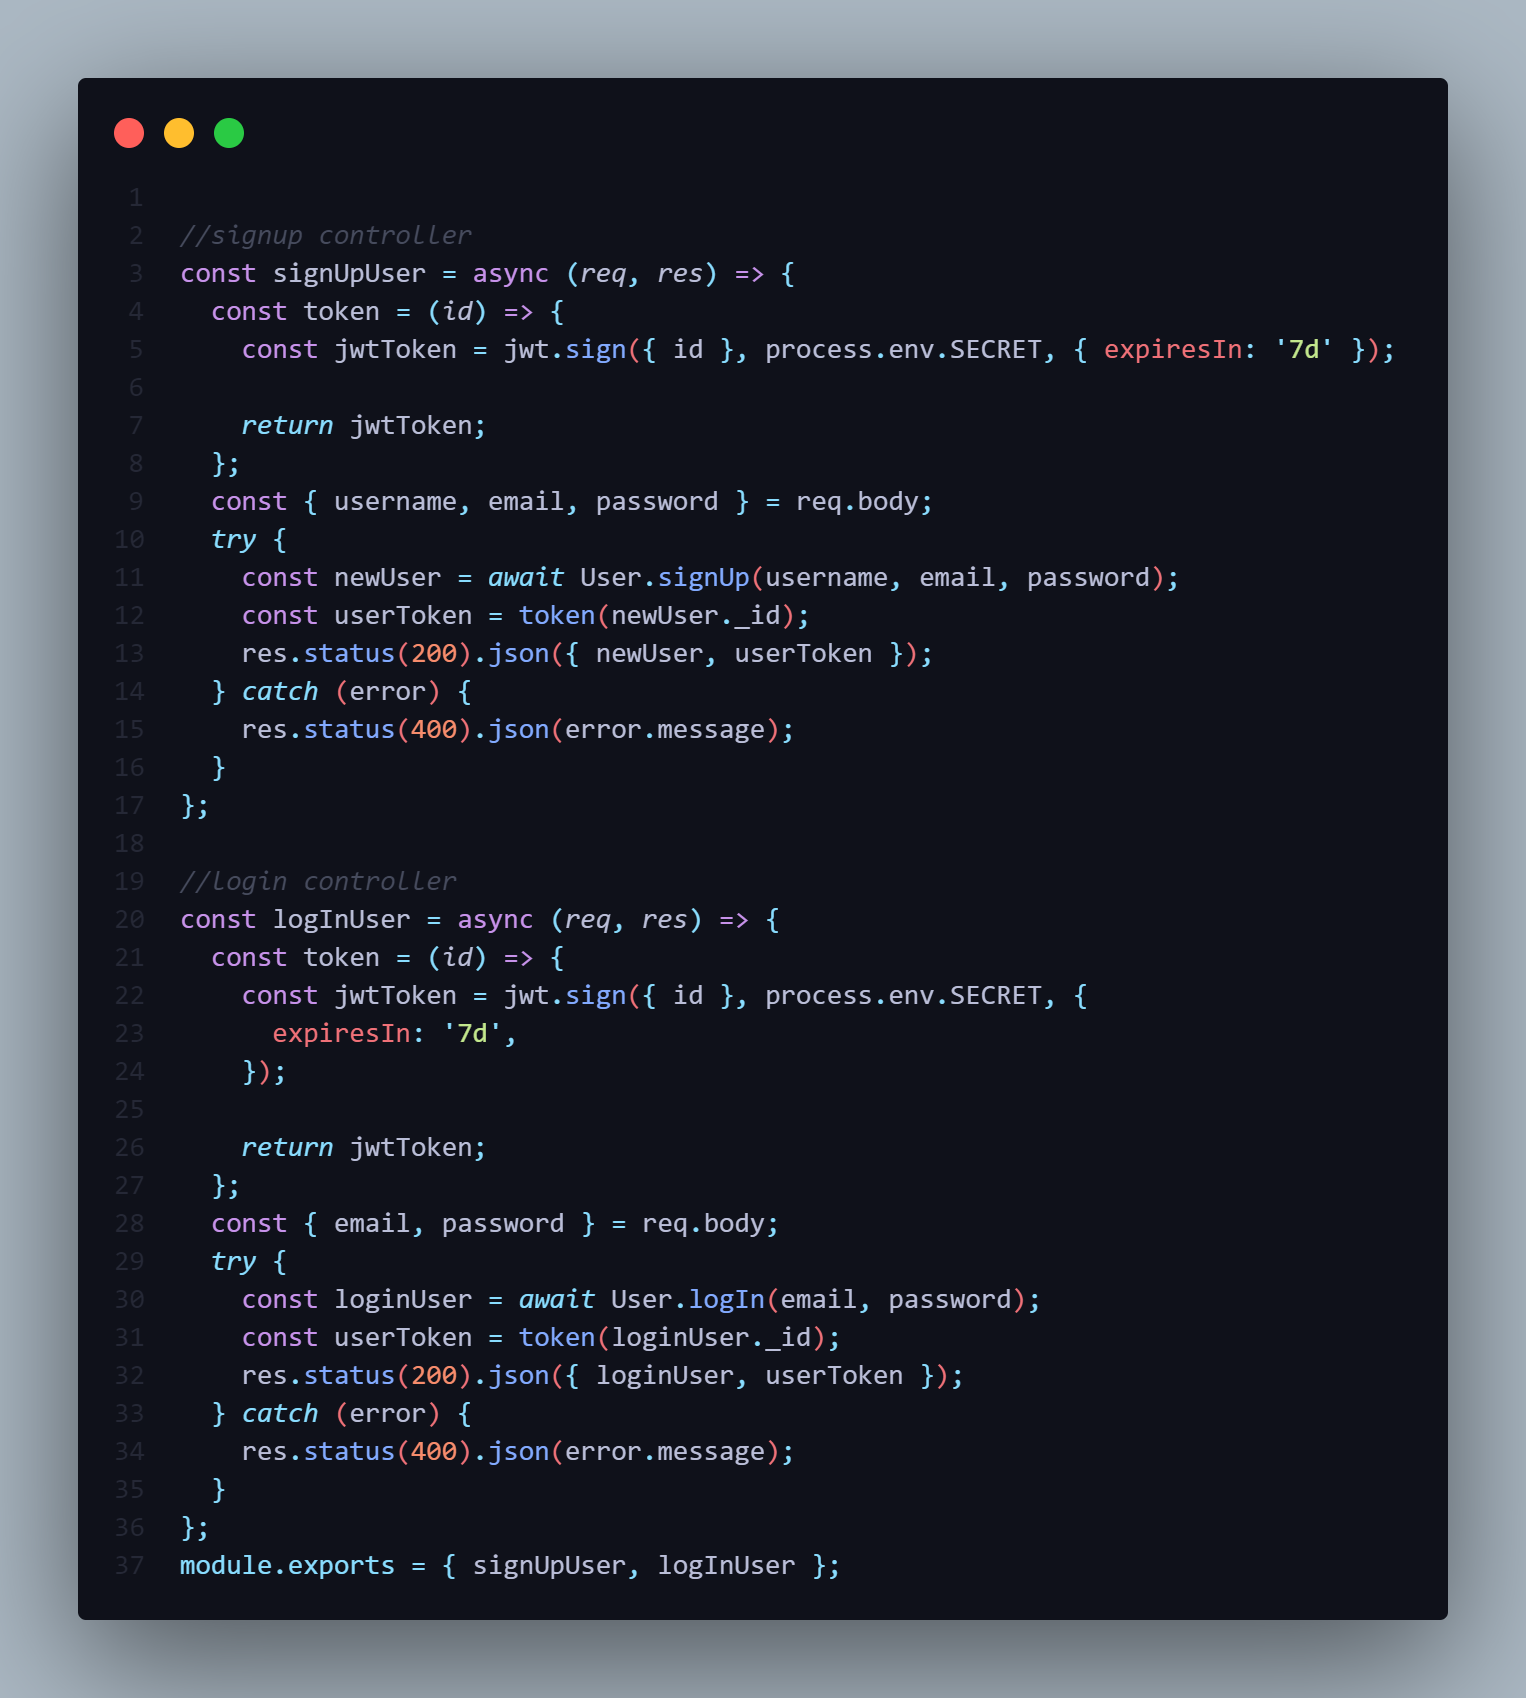 1
2 //signup controller
3 const signUpUser = async (req, res) => {
4   const token = (id) => {
5     const jwtToken = jwt.sign({ id }, process.env.SECRET, { expiresIn: '7d' });
6
7     return jwtToken;
8   };
9   const { username, email, password } = req.body;
10   try {
11     const newUser = await User.signUp(username, email, password);
12     const userToken = token(newUser._id);
13     res.status(200).json({ newUser, userToken });
14   } catch (error) {
15     res.status(400).json(error.message);
16   }
17 };
18
19 //login controller
20 const logInUser = async (req, res) => {
21   const token = (id) => {
22     const jwtToken = jwt.sign({ id }, process.env.SECRET, {
23       expiresIn: '7d',
24     });
25
26     return jwtToken;
27   };
28   const { email, password } = req.body;
29   try {
30     const loginUser = await User.logIn(email, password);
31     const userToken = token(loginUser._id);
32     res.status(200).json({ loginUser, userToken });
33   } catch (error) {
34     res.status(400).json(error.message);
35   }
36 };
37 module.exports = { signUpUser, logInUser };